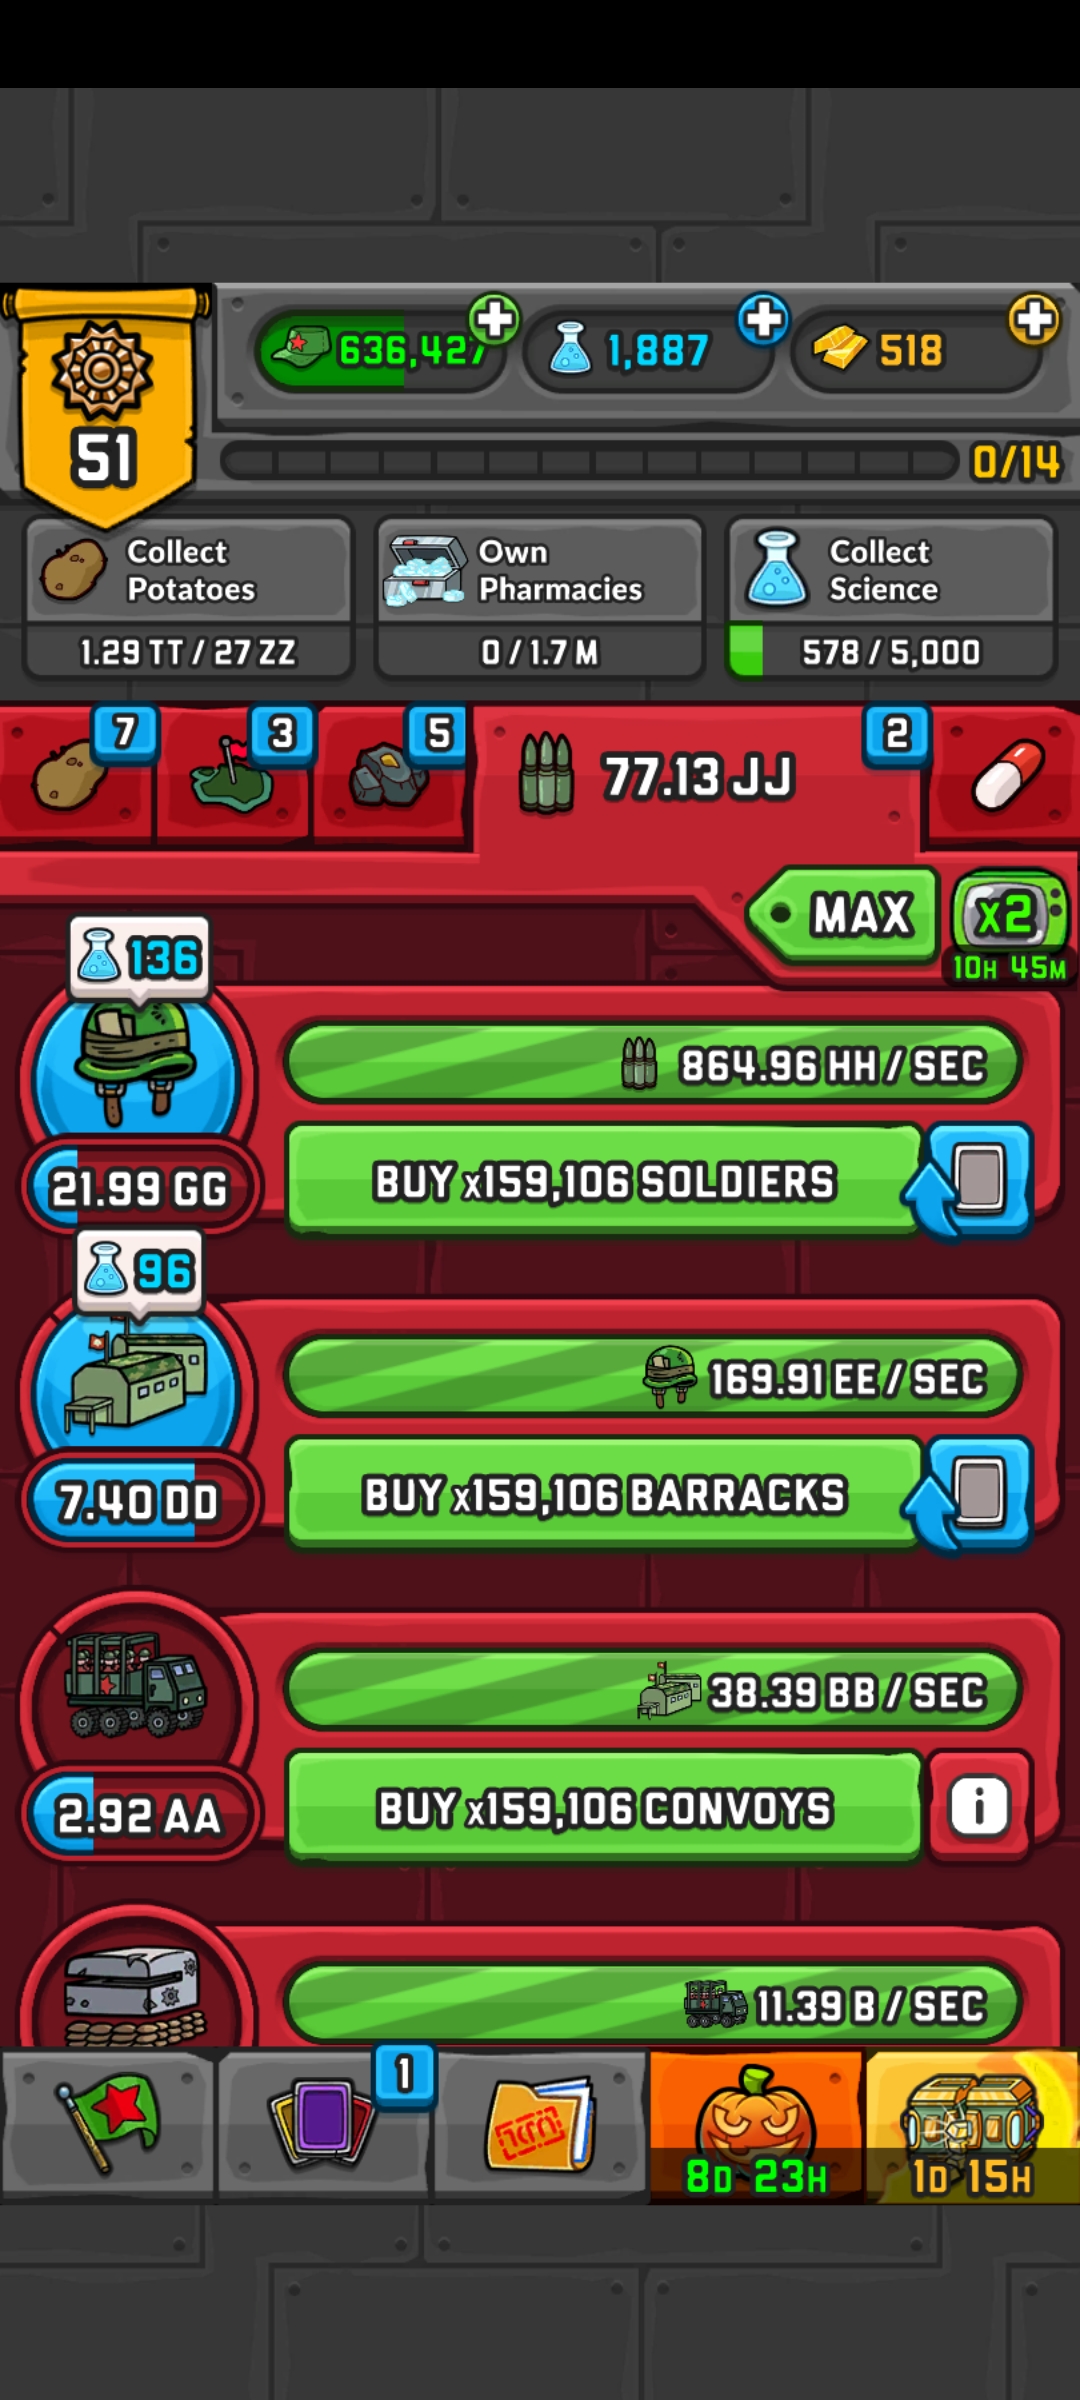 51
636,427
1,887
518
0/14
Collect
Potatoes
1.29 TT / 27 ZZ
Own
Pharmacies
0 / 1.7 M
Collect
Science
578 / 5,000
7
3
5
77.13 JJ
2
MAX
x2
10H 45M
136
864.96 HH / SEC
21.99 GG
BUY x159,106 SOLDIERS
96
169.91 EE / SEC
7.40 DD
BUY x159,106 BARRACKS
38.39 BB / SEC
2.92 AA
BUY x159,106 CONVOYS
i
11.39 B / SEC
1
8D 23H
1D 15H